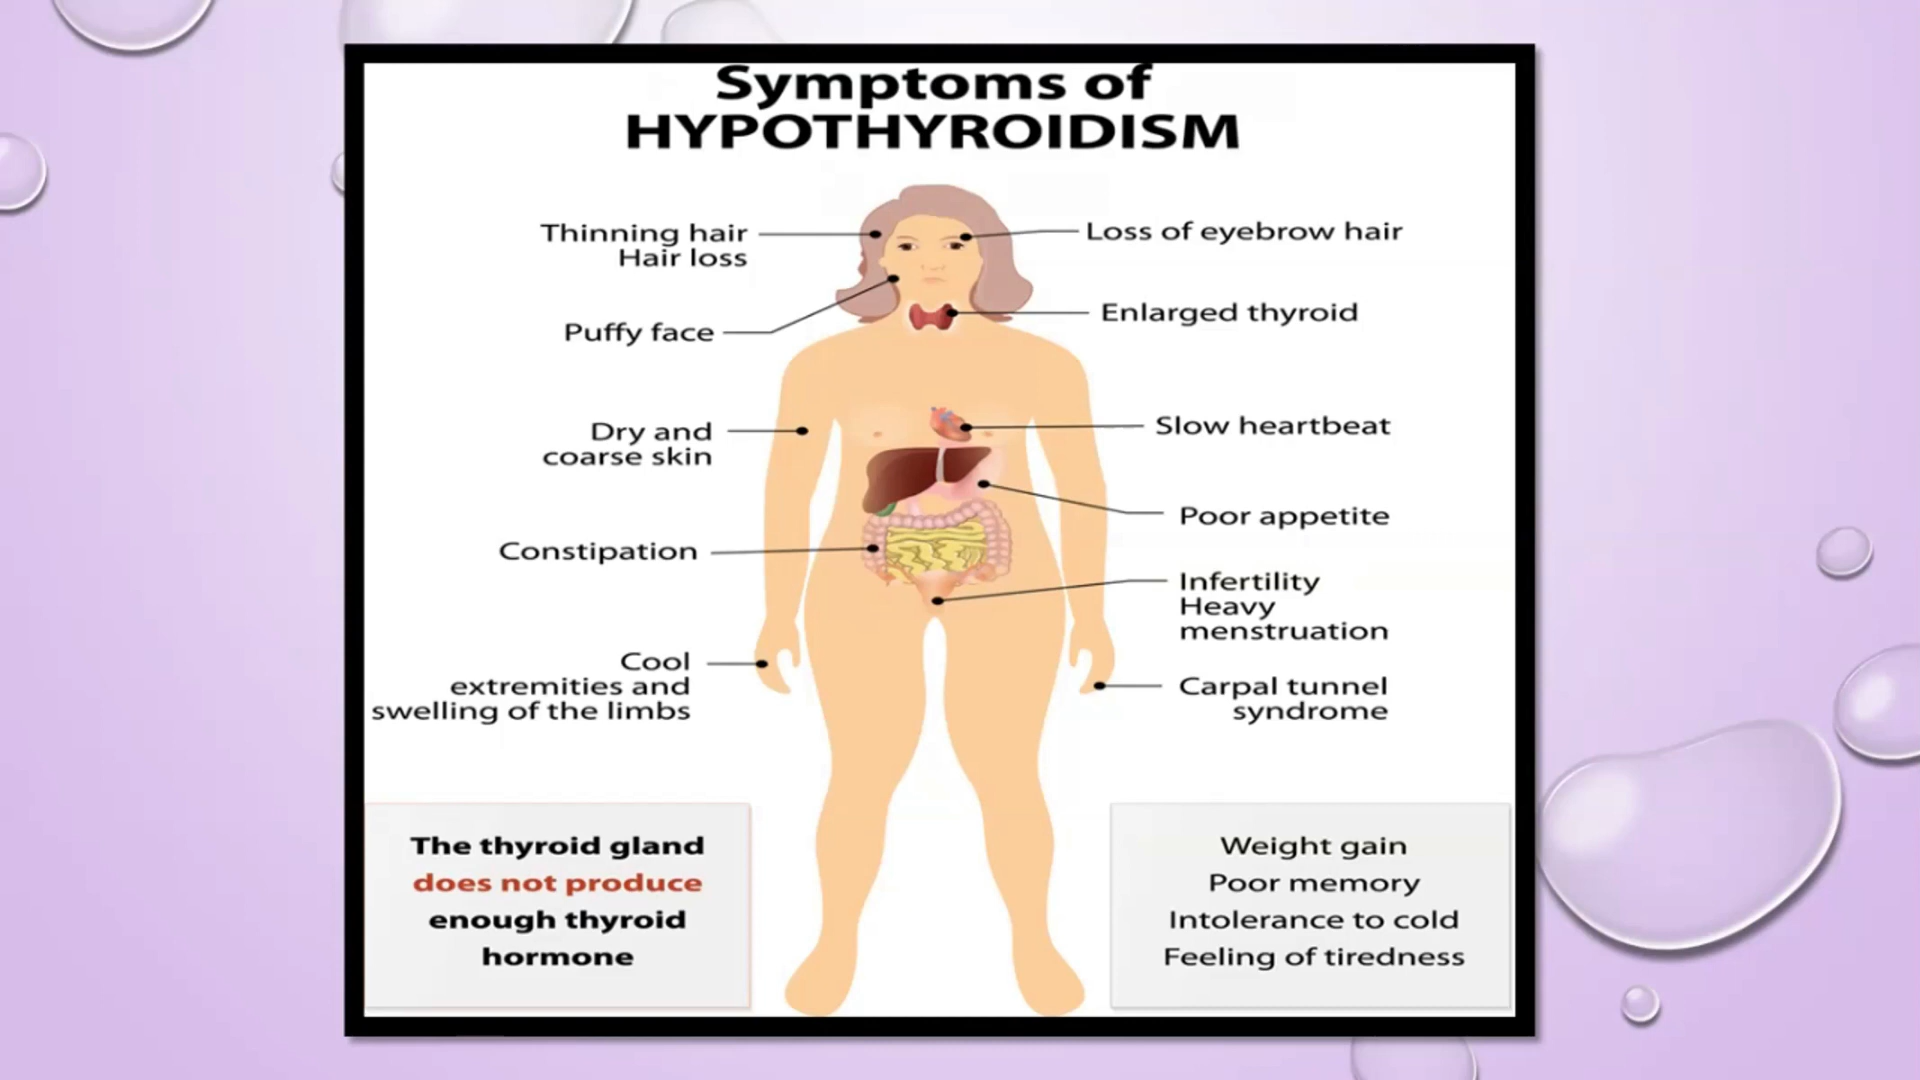 Symptoms of
HYPOTHYROIDISM
Thinning hair
Hair loss
Loss of eyebrow hair
Puffy face
Enlarged thyroid
Dry and
coarse skin
Slow heartbeat
Poor appetite
Constipation
Infertility
Heavy
menstruation
Cool
extremities and
swelling of the limbs
Carpal tunnel
syndrome
The thyroid gland
does not produce
enough thyroid
hormone
Weight gain
Poor memory
Intolerance to cold
Feeling of tiredness